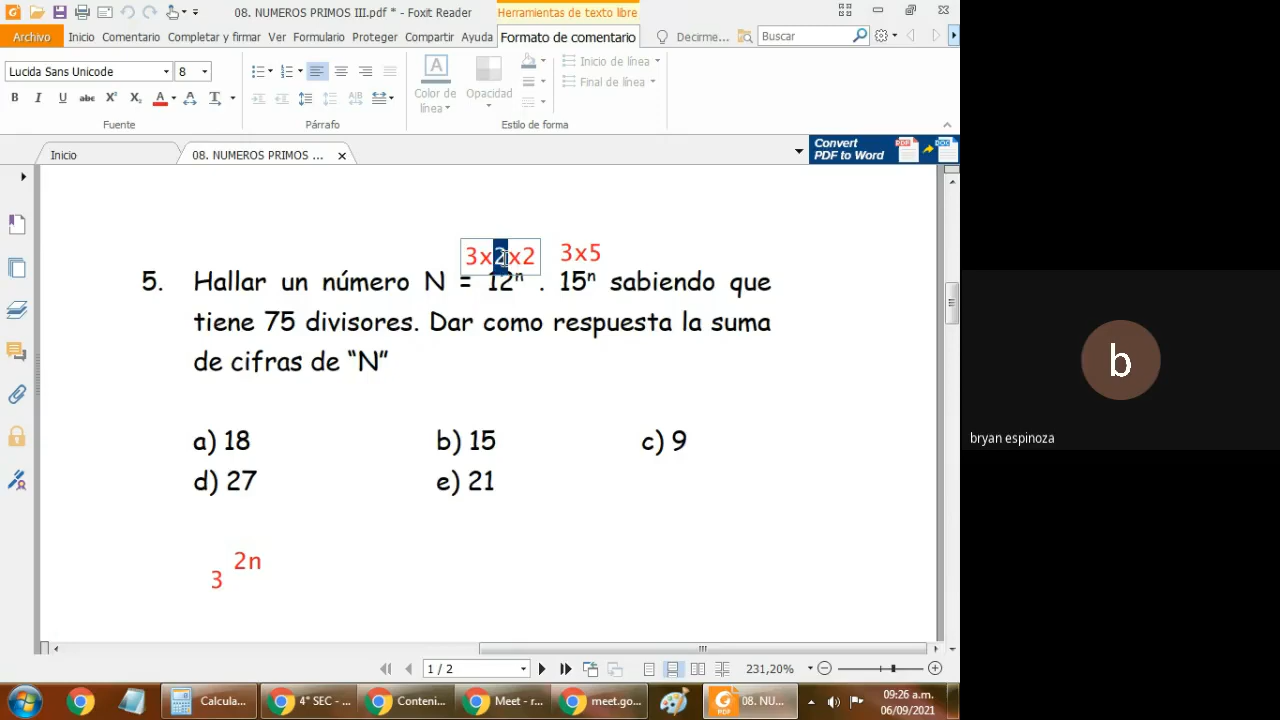 08. NUMEROS PRIMOS III.pdf * - Foxit Reader
Herramientas de texto libre
Archivo Inicio Comentario Completar y firmar Ver Formulario Proteger Compartir Ayuda Formato de comentario Decirme... Buscar
Lucida Sans Unicode 8
Color de línea
Opacidad
Inicio de línea
Final de línea
Fuente Párrafo Estilo de forma
Inicio
08. NUMEROS PRIMOS ...
Convert
PDF to Word
3x2x2 3x5
5. Hallar un número N = 12ⁿ . 15ⁿ sabiendo que
tiene 75 divisores. Dar como respuesta la suma
de cifras de “N”
a) 18 b) 15 c) 9
d) 27 e) 21
2n
3
b
bryan espinoza
1 / 2
231,20%
Calcula... 4° SEC - ... Conteni... Meet - r... meet.go... 08. NU...
09:26 a.m.
06/09/2021